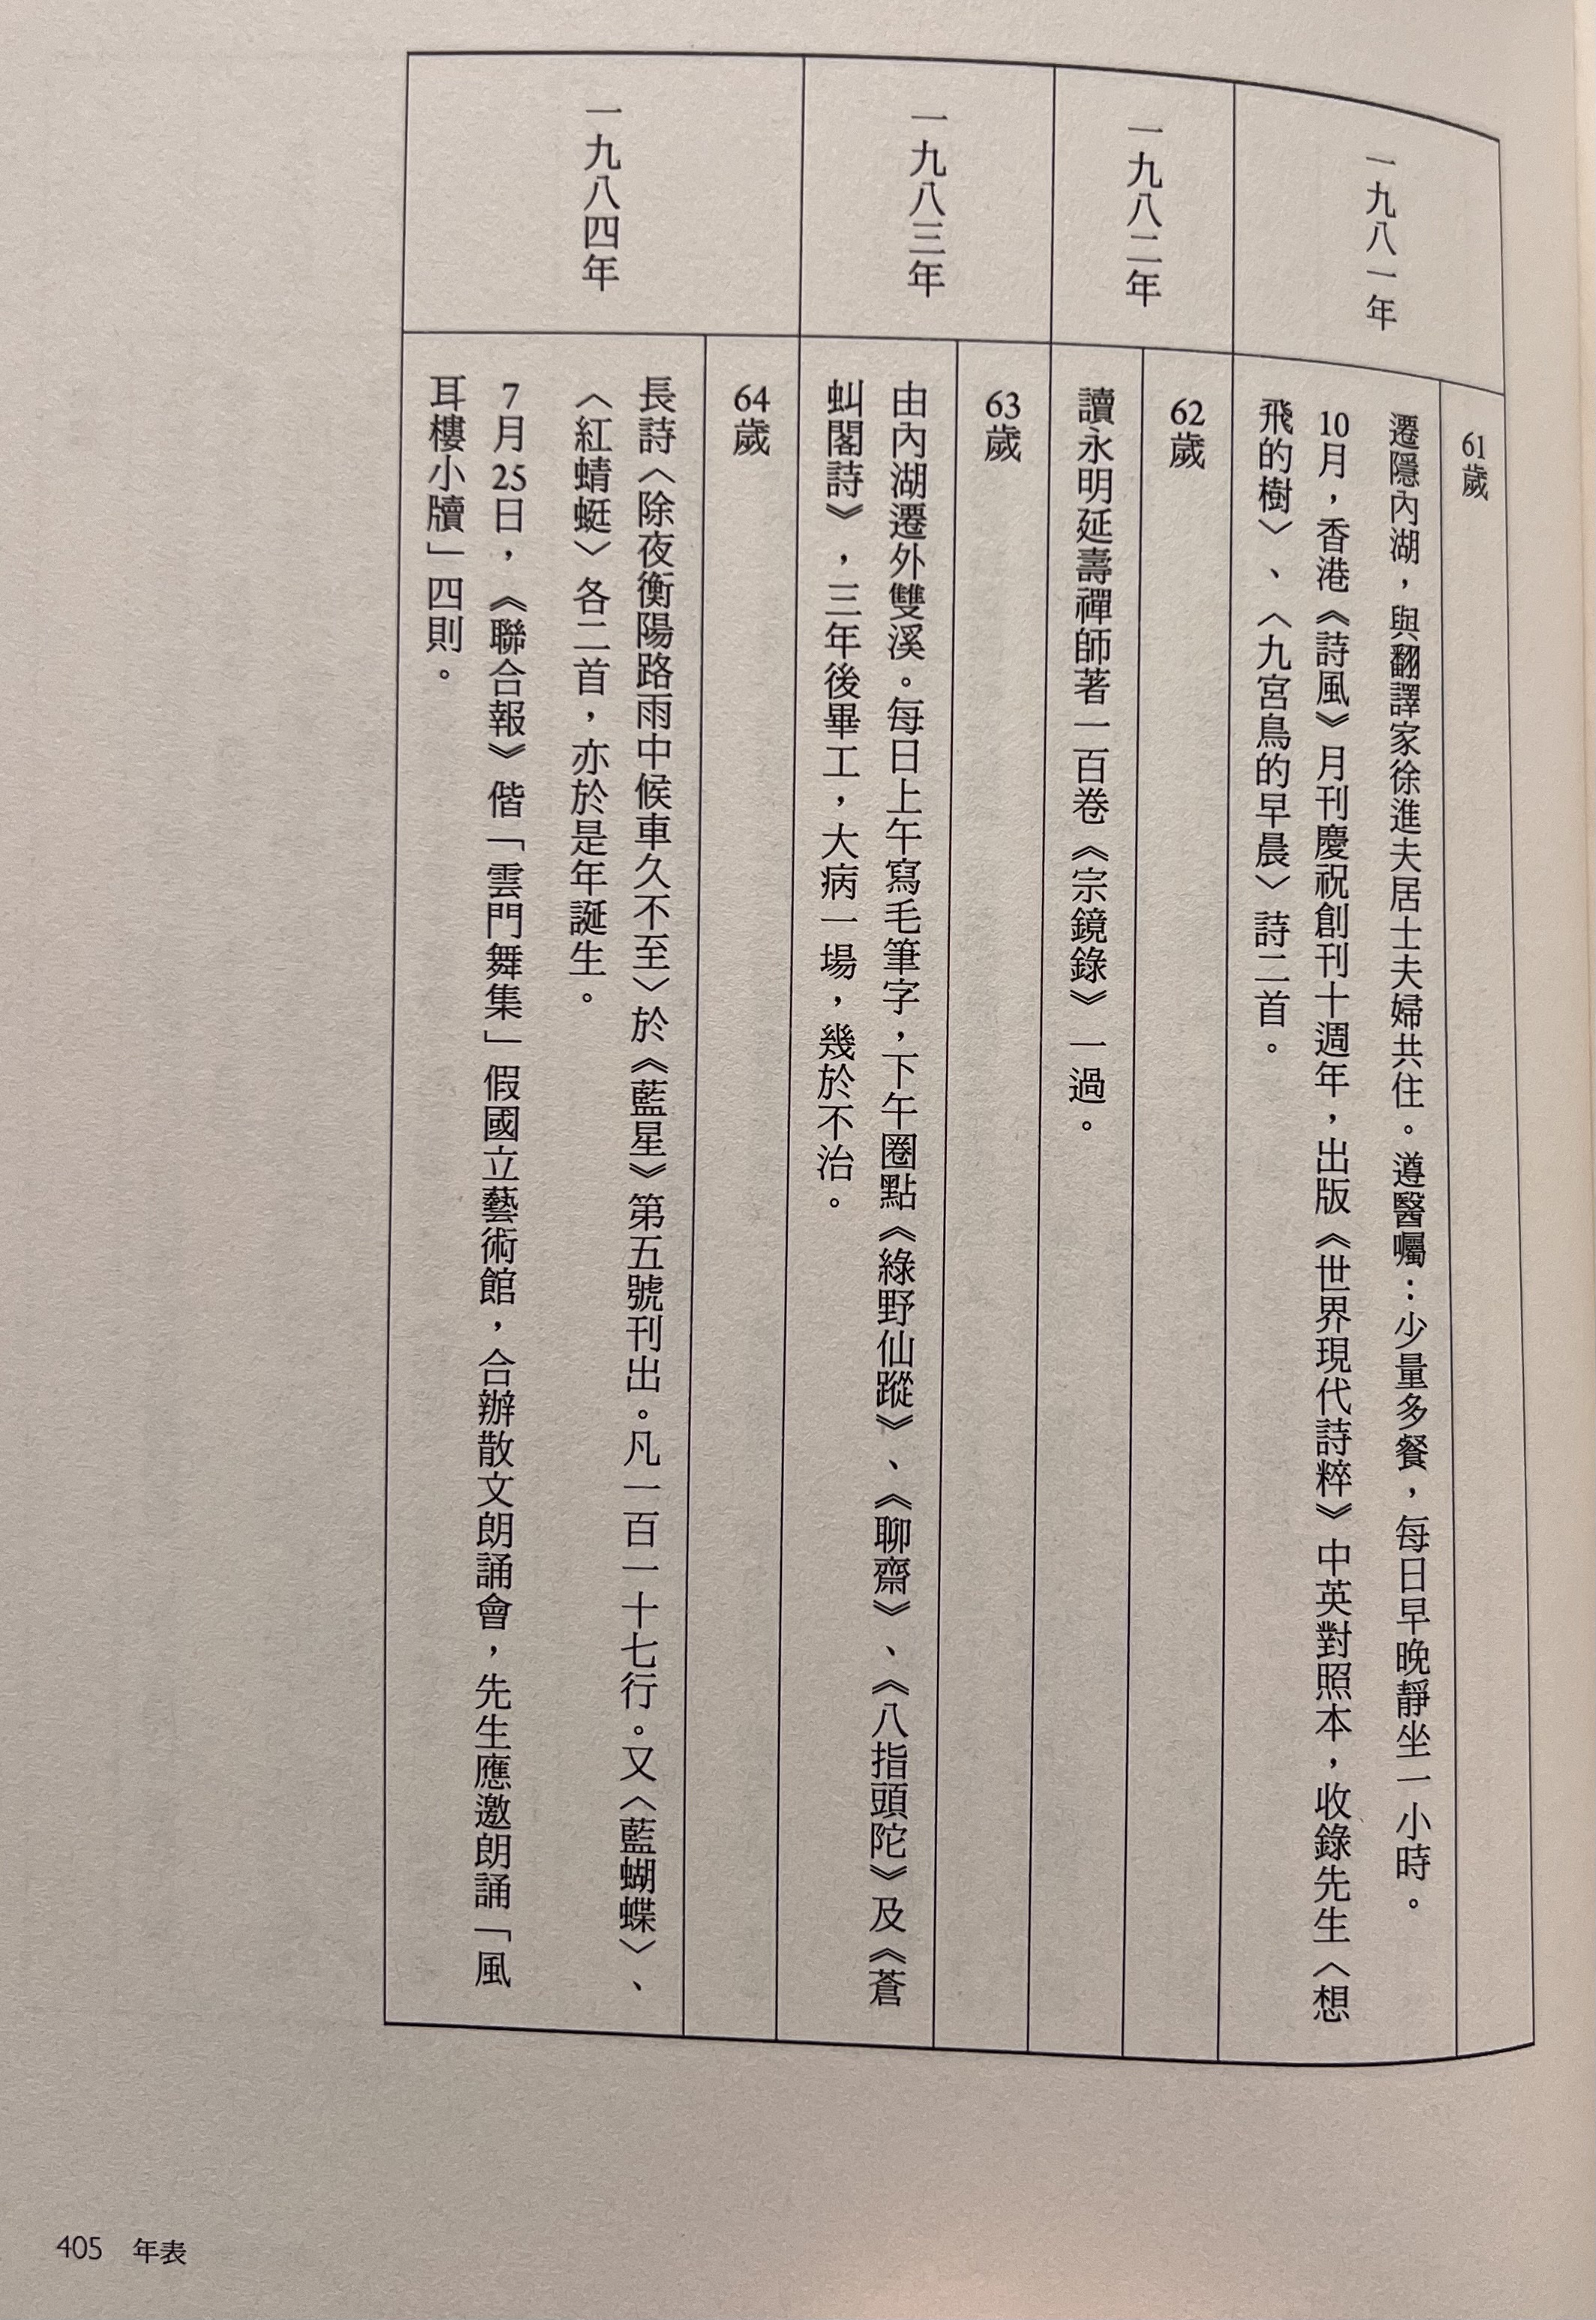 一九八一年
61歲
遷隱內湖，與翻譯家徐進夫居士夫婦共住。遵醫囑：少量多餐，每日早晚靜坐一小時。
10月，香港《詩風》月刊慶祝創刊十週年，出版《世界現代詩粹》中英對照本，收錄先生〈想
飛的樹〉、〈九宮鳥的早晨〉詩二首。
一九八二年
62歲
讀永明延壽禪師著一百卷《宗鏡錄》一過。
一九八三年
63歲
由內湖遷外雙溪。每日上午寫毛筆字，下午圈點《綠野仙蹤》、《聊齋》、《八指頭陀》及《蒼
虯閣詩》，三年後畢工，大病一場，幾於不治。
一九八四年
64歲
長詩〈除夜衡陽路雨中候車久不至〉於《藍星》第五號刊出。凡一百一十七行。又〈藍蝴蝶〉、
〈紅蜻蜓〉各二首，亦於是年誕生。
7月25日，《聯合報》偕「雲門舞集」假國立藝術館，合辦散文朗誦會，先生應邀朗誦「風
耳樓小牘」四則。
405 年表